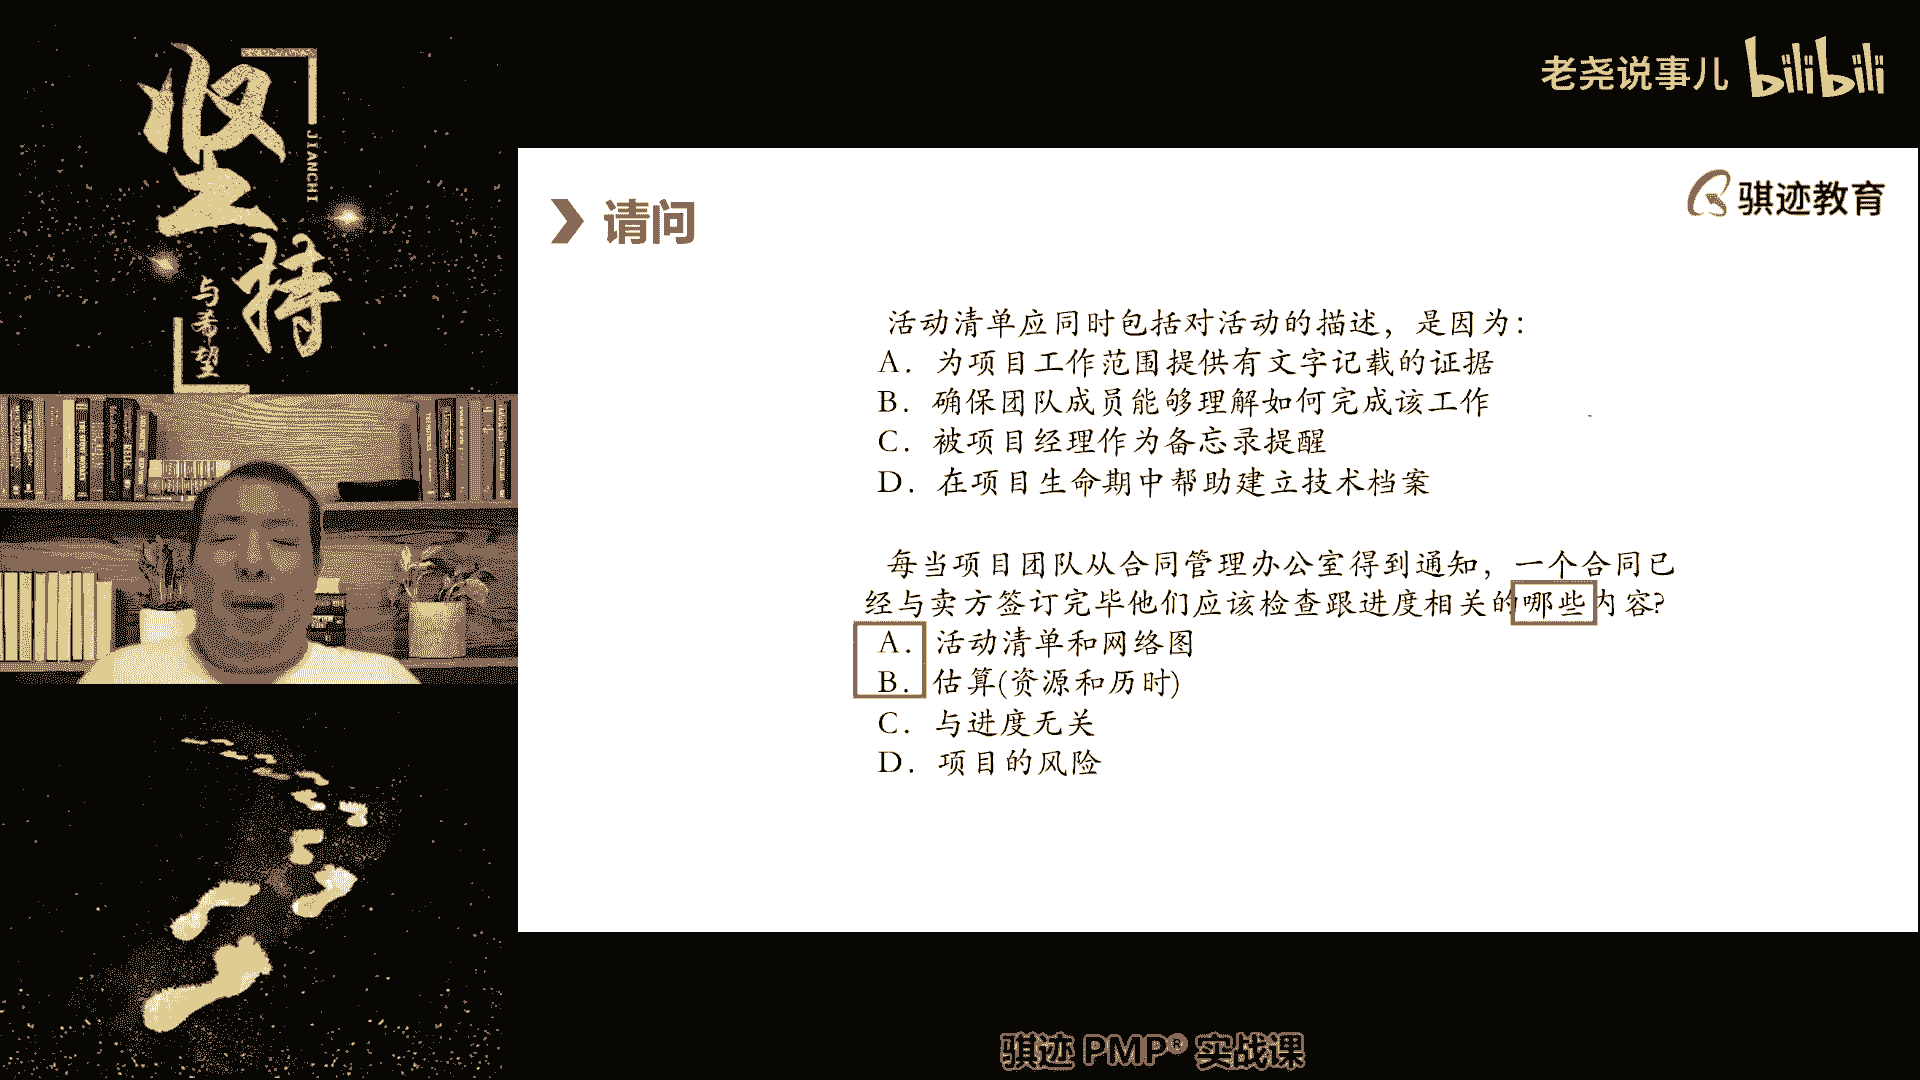 坚持
JIANCHI
与希望
老尧说事儿 bilibili
骐迹教育
请问
活动清单应同时包括对活动的描述，是因为：
A. 为项目工作范围提供有文字记载的证据
B. 确保团队成员能够理解如何完成该工作
C. 被项目经理作为备忘录提醒
D. 在项目生命期中帮助建立技术档案
每当项目团队从合同管理办公室得到通知，一个合同已
经与卖方签订完毕他们应该检查跟进度相关的哪些内容?
A. 活动清单和网络图
B. 估算(资源和历时)
C. 与进度无关
D. 项目的风险
骐迹 PMP® 实战课